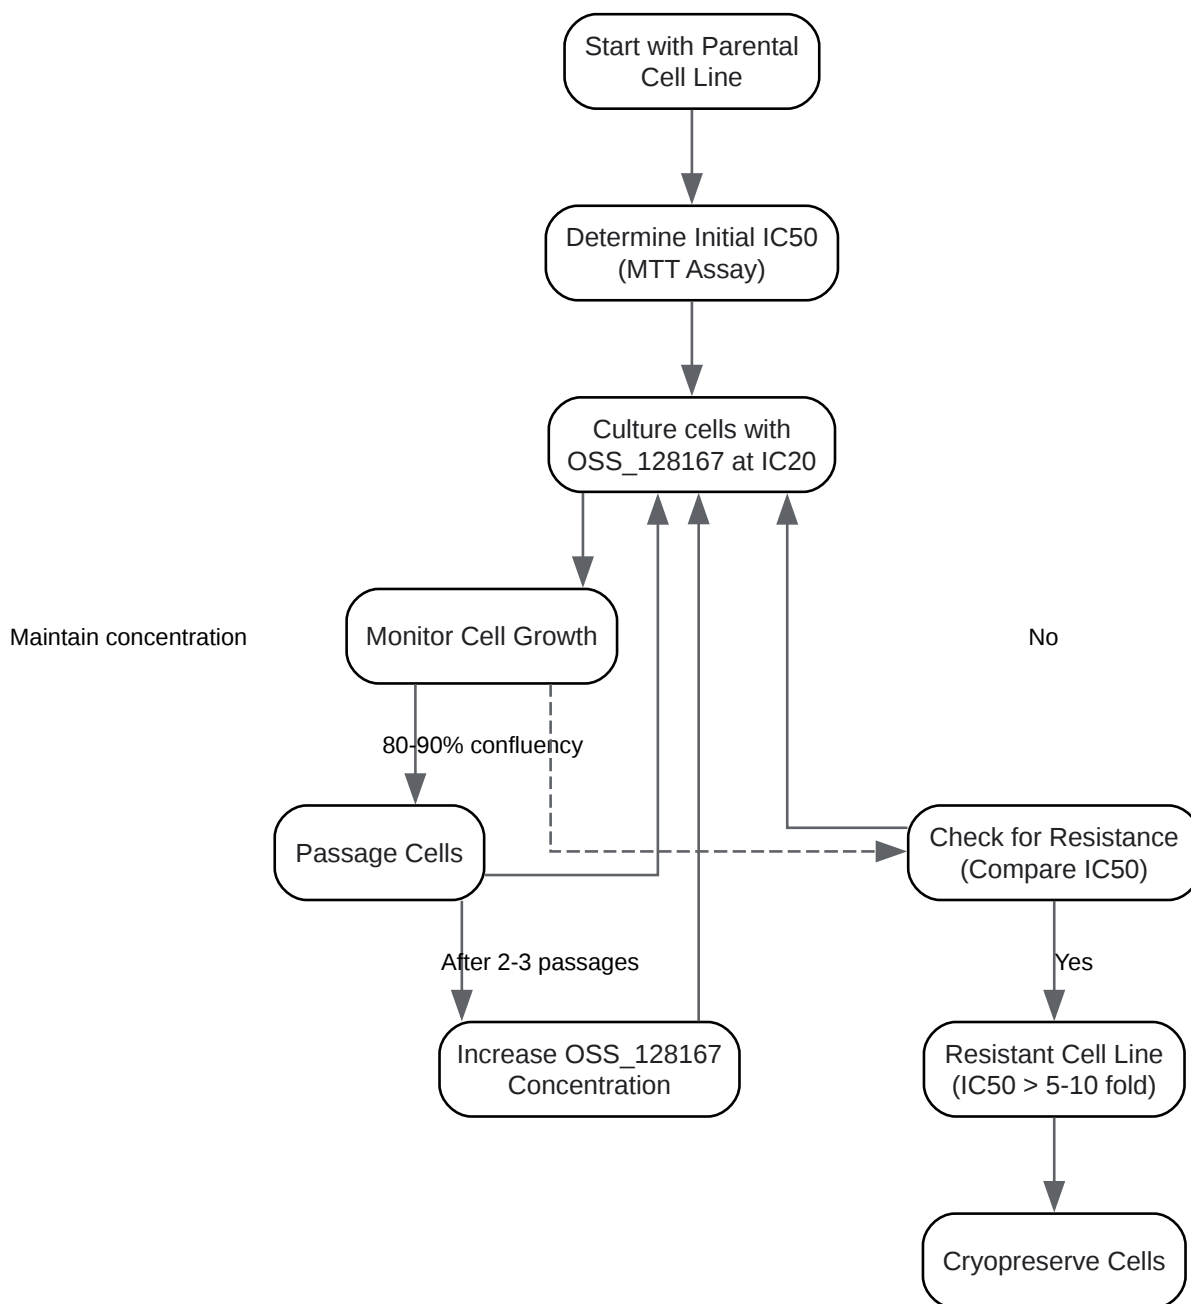 Start with Parental
Cell Line
Determine Initial IC50
(MTT Assay)
Culture cells with
OSS_128167 at IC20
Monitor Cell Growth
Maintain concentration
No
80-90% confluency
Passage Cells
Check for Resistance
(Compare IC50)
After 2-3 passages
Yes
Increase OSS_128167
Concentration
Resistant Cell Line
(IC50 > 5-10 fold)
Cryopreserve Cells